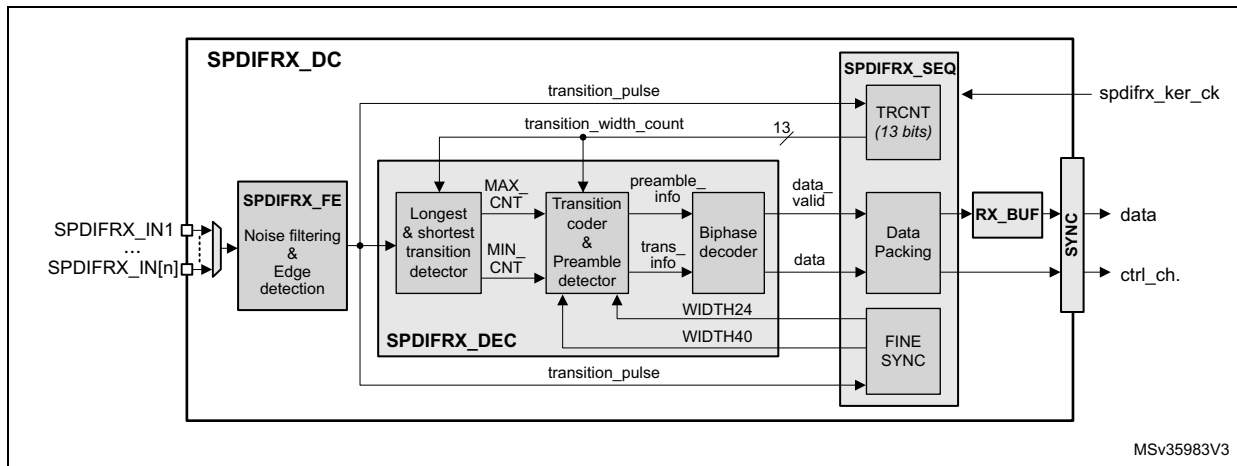 SPDIFRX_DC
SPDIFRX_SEQ
transition_pulse
spdifrx_ker_ck
TRCNT
(13 bits)
transition_width_count
13
SPDIFRX_FE
Noise filtering
&
Edge
detection
SPDIFRX_IN1
...
SPDIFRX_IN[n]
Longest
& shortest
transition
detector
MAX_
CNT
MIN_
CNT
Transition
coder
&
Preamble
detector
preamble_
info
trans_
info
Biphase
decoder
data_
valid
data
Data
Packing
RX_BUF
SYNC
data
ctrl_ch.
WIDTH24
WIDTH40
SPDIFRX_DEC
FINE
SYNC
transition_pulse
MSv35983V3